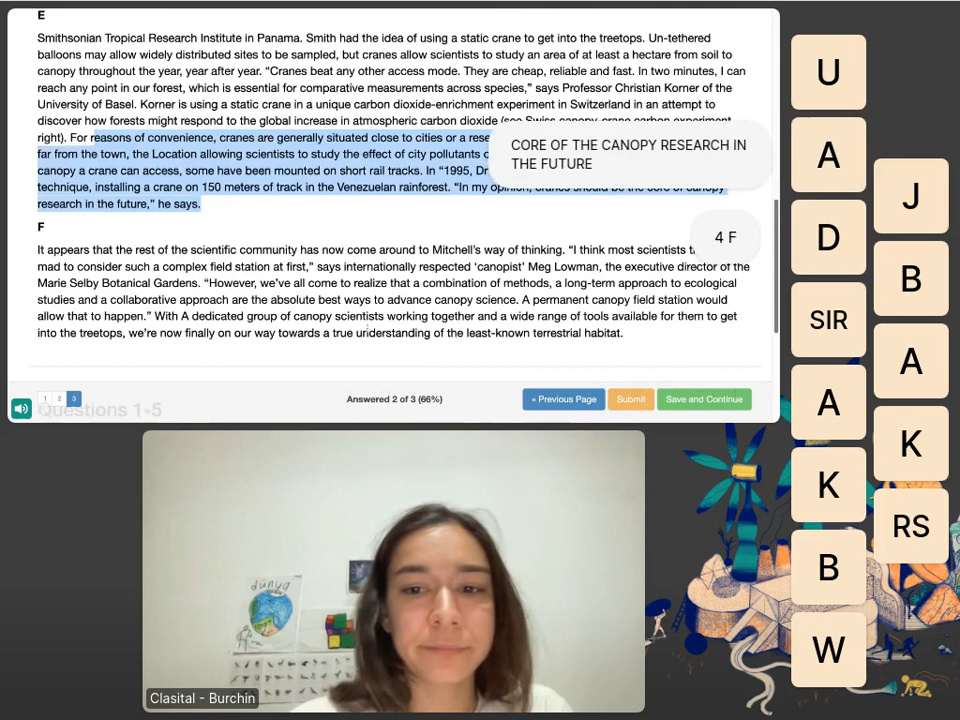 E
Smithsonian Tropical Research Institute in Panama. Smith had the idea of using a static crane to get into the treetops. Un-tethered
balloons may allow widely distributed sites to be sampled, but cranes allow scientists to study an area of at least a hectare from soil to
canopy throughout the year, year after year. “Cranes beat any other access mode. They are cheap, reliable and fast. In two minutes, I can
reach any point in our forest, which is essential for comparative measurements across species,” says Professor Christian Korner of the
University of Basel. Korner is using a static crane in a unique carbon dioxide-enrichment experiment in Switzerland in an attempt to
discover how forests might respond to the global increase in atmospheric carbon dioxide (see Swiss canopy crane carbon experiment,
right). For reasons of convenience, cranes are generally situated close to cities or a rese
far from the town, the Location allowing scientists to study the effect of city pollutants
canopy a crane can access, some have been mounted on short rail tracks. In “1995, Dr
technique, installing a crane on 150 meters of track in the Venezuelan rainforest. “In my opinion, cranes should be the core of canopy
research in the future,” he says.
CORE OF THE CANOPY RESEARCH IN
THE FUTURE
4 F
F
It appears that the rest of the scientific community has now come around to Mitchell’s way of thinking. “I think most scientists
mad to consider such a complex field station at first,” says internationally respected ‘canopist’ Meg Lowman, the executive director of the
Marie Selby Botanical Gardens. “However, we’ve all come to realize that a combination of methods, a long-term approach to ecological
studies and a collaborative approach are the absolute best ways to advance canopy science. A permanent canopy field station would
allow that to happen.” With A dedicated group of canopy scientists working together and a wide range of tools available for them to get
into the treetops, we’re now finally on our way towards a true understanding of the least-known terrestrial habitat.
1 2 3
Answered 2 of 3 (66%)
« Previous Page
Submit
Save and Continue
Questions 1-5
dünya
Clasital - Burchin
U
A
D
SIR
A
K
B
W
J
B
A
K
RS